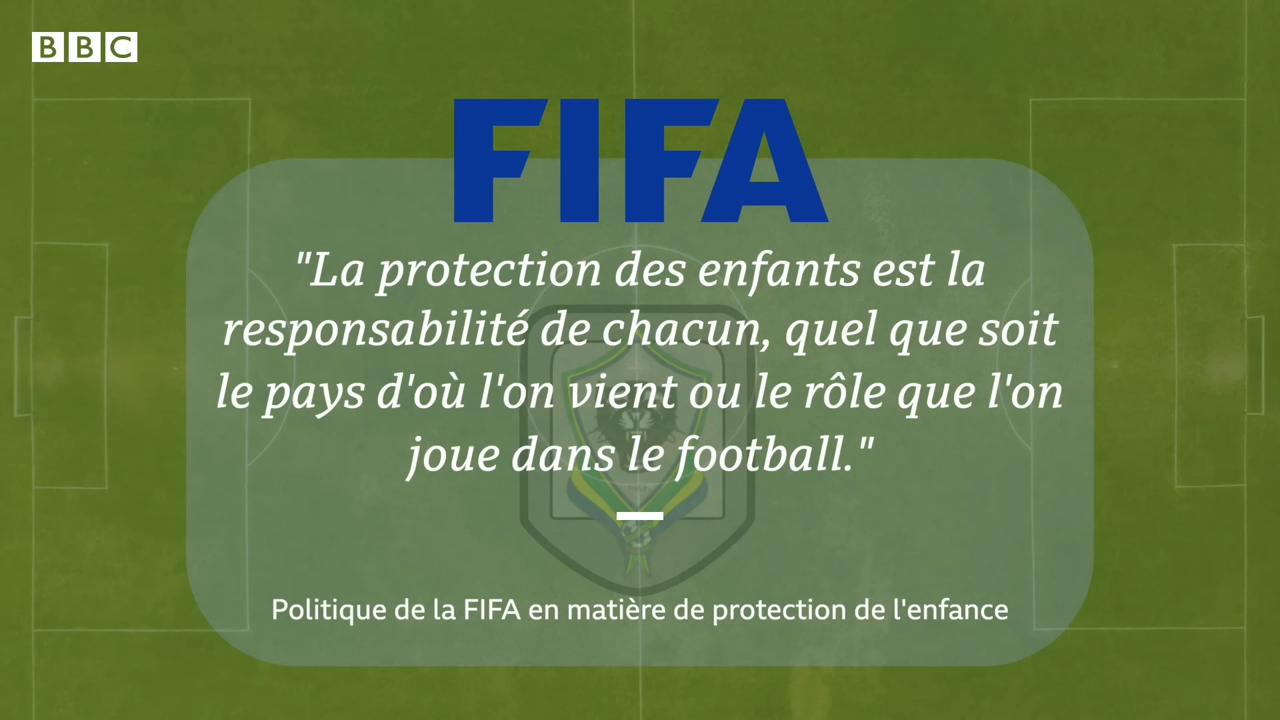 BBC
FIFA
"La protection des enfants est la
responsabilité de chacun, quel que soit
le pays d'où l'on vient ou le rôle que l'on
joue dans le football."
Politique de la FIFA en matière de protection de l'enfance